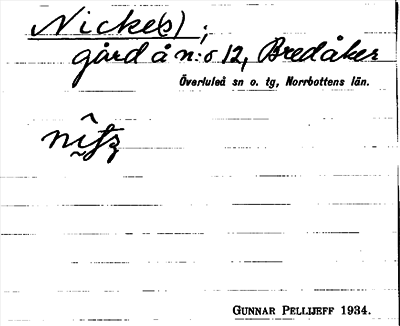 Nicke(s);
gård å n:o 12, Bredåker
Överluleå sn o. tg, Norrbottens län.
GUNNAR PELLIJEFF 1934.